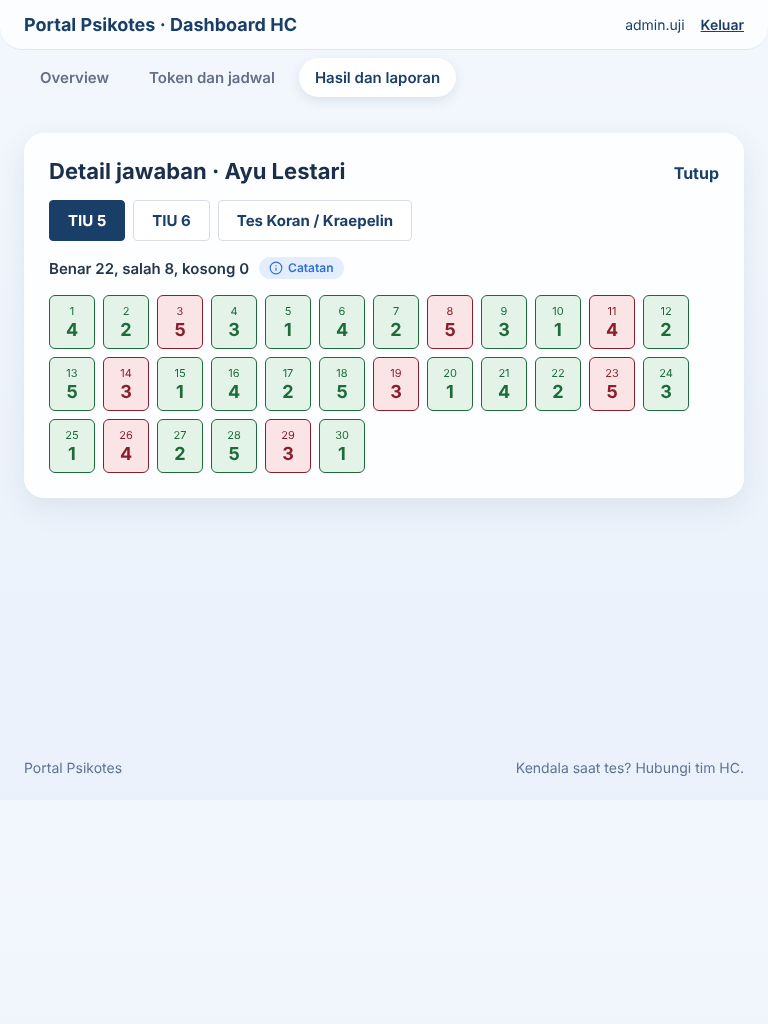 Portal Psikotes · Dashboard HC admin.uji Keluar
Overview Token dan jadwal Hasil dan laporan
Detail jawaban · Ayu Lestari Tutup
TIU 5 TIU 6 Tes Koran / Kraepelin
Benar 22, salah 8, kosong 0 Catatan
1 2 3 4 5 6 7 8 9 10 11 12
4 2 5 3 1 4 2 5 3 1 4 2
13 14 15 16 17 18 19 20 21 22 23 24
5 3 1 4 2 5 3 1 4 2 5 3
25 26 27 28 29 30
1 4 2 5 3 1
Portal Psikotes Kendala saat tes? Hubungi tim HC.